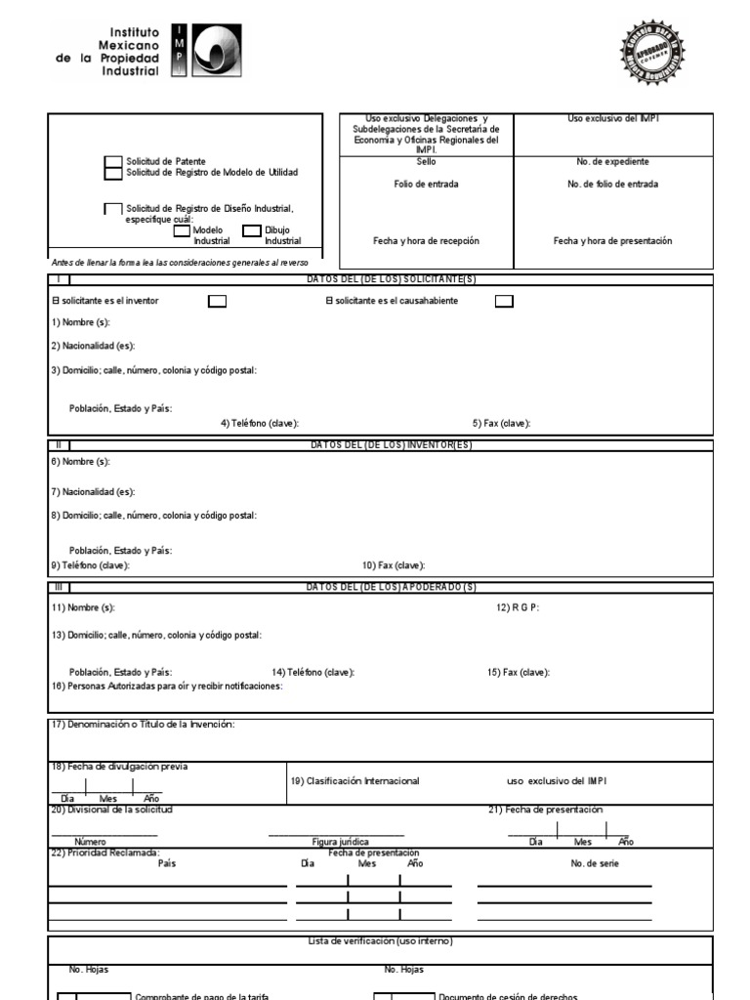 Instituto
Mexicano
de la Propiedad
Industrial
I
M
P
I
Consejo para la
Mejora Regulatoria
APROBADO
COFEMER
Solicitud de Patente
Solicitud de Registro de Modelo de Utilidad
Solicitud de Registro de Diseño Industrial,
especifique cuál:
Modelo Industrial
Dibujo Industrial
Antes de llenar la forma lea las consideraciones generales al reverso
Uso exclusivo Delegaciones y
Subdelegaciones de la Secretaría de
Economía y Oficinas Regionales del
IMPI.
Uso exclusivo del IMPI
Sello
No. de expediente
Folio de entrada
No. de folio de entrada
Fecha y hora de recepción
Fecha y hora de presentación
I DATOS DEL (DE LOS) SOLICITANTE(S)
El solicitante es el inventor El solicitante es el causahabiente
1) Nombre (s):
2) Nacionalidad (es):
3) Domicilio; calle, número, colonia y código postal:
Población, Estado y País:
4) Teléfono (clave): 5) Fax (clave):
II DATOS DEL (DE LOS) INVENTOR(ES)
6) Nombre (s):
7) Nacionalidad (es):
8) Domicilio; calle, número, colonia y código postal:
Población, Estado y País:
9) Teléfono (clave): 10) Fax (clave):
III DATOS DEL (DE LOS) APODERADO (S)
11) Nombre (s): 12) R G P:
13) Domicilio; calle, número, colonia y código postal:
Población, Estado y País: 14) Teléfono (clave): 15) Fax (clave):
16) Personas Autorizadas para oír y recibir notificaciones:
17) Denominación o Título de la Invención:
18) Fecha de divulgación previa
Día Mes Año
19) Clasificación Internacional uso exclusivo del IMPI
20) Divisional de la solicitud 21) Fecha de presentación
Número Figura jurídica Día Mes Año
22) Prioridad Reclamada: Fecha de presentación
País Día Mes Año No. de serie
Lista de verificación (uso interno)
No. Hojas No. Hojas
Comprobante de pago de la tarifa Documento de cesión de derechos